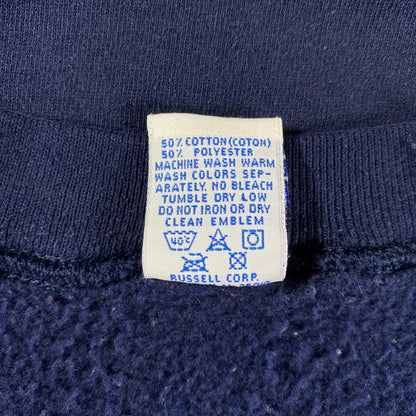 50% COTTON(COTON)
50% POLYESTER
MACHINE WASH WARM
WASH COLORS SEP-
ARATELY. NO BLEACH
TUMBLE DRY LOW
DO NOT IRON OR DRY
CLEAN EMBLEM
40°C
RUSSELL CORP.